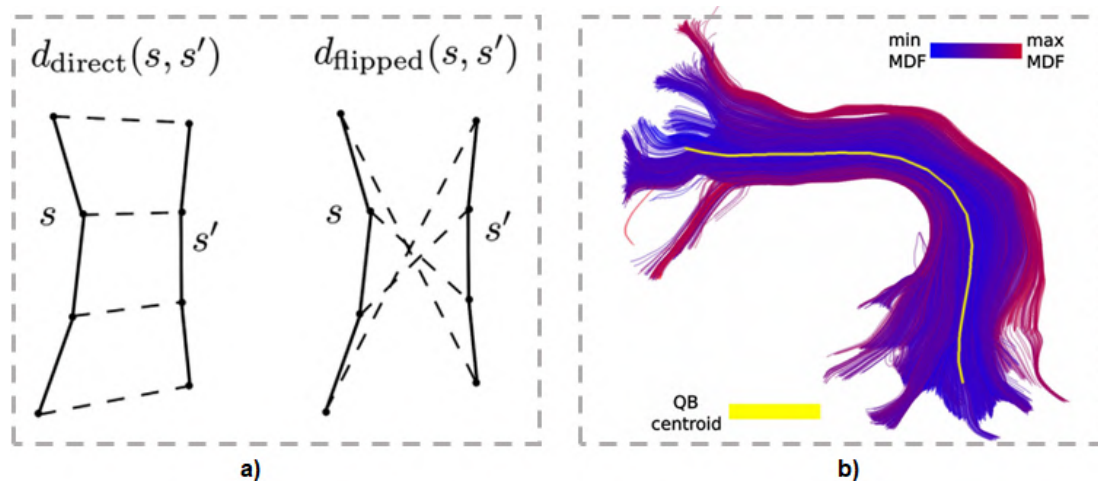 d_direct(s, s′) d_flipped(s, s′)
s s′ s s′
a)
min MDF max MDF
QB
centroid
b)